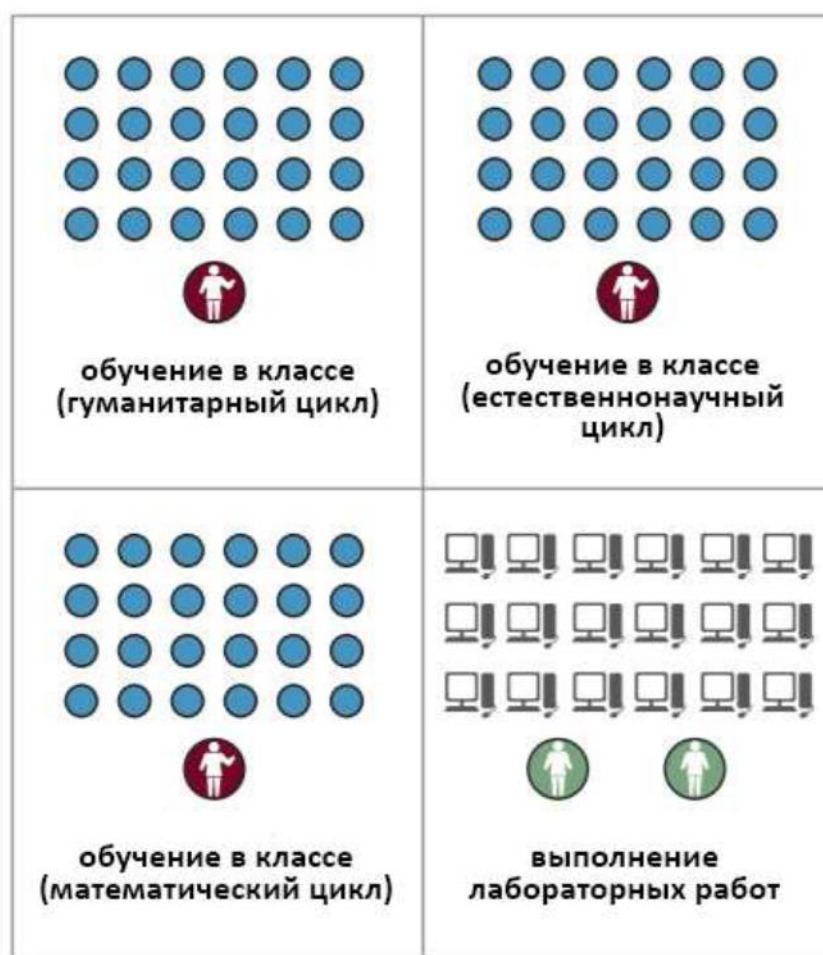 обучение в классе
(гуманитарный цикл)
обучение в классе
(естественнонаучный
цикл)
обучение в классе
(математический цикл)
выполнение
лабораторных работ